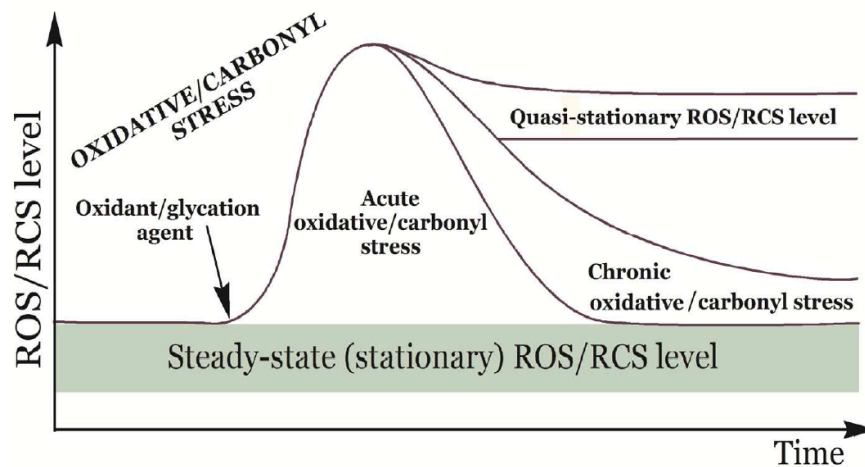 OXIDATIVE/CARBONYL
STRESS
ROS/RCS level
Quasi-stationary ROS/RCS level
Oxidant/glycation
agent
Acute
oxidative/carbonyl
stress
Chronic
oxidative/carbonyl stress
Steady-state (stationary) ROS/RCS level
Time